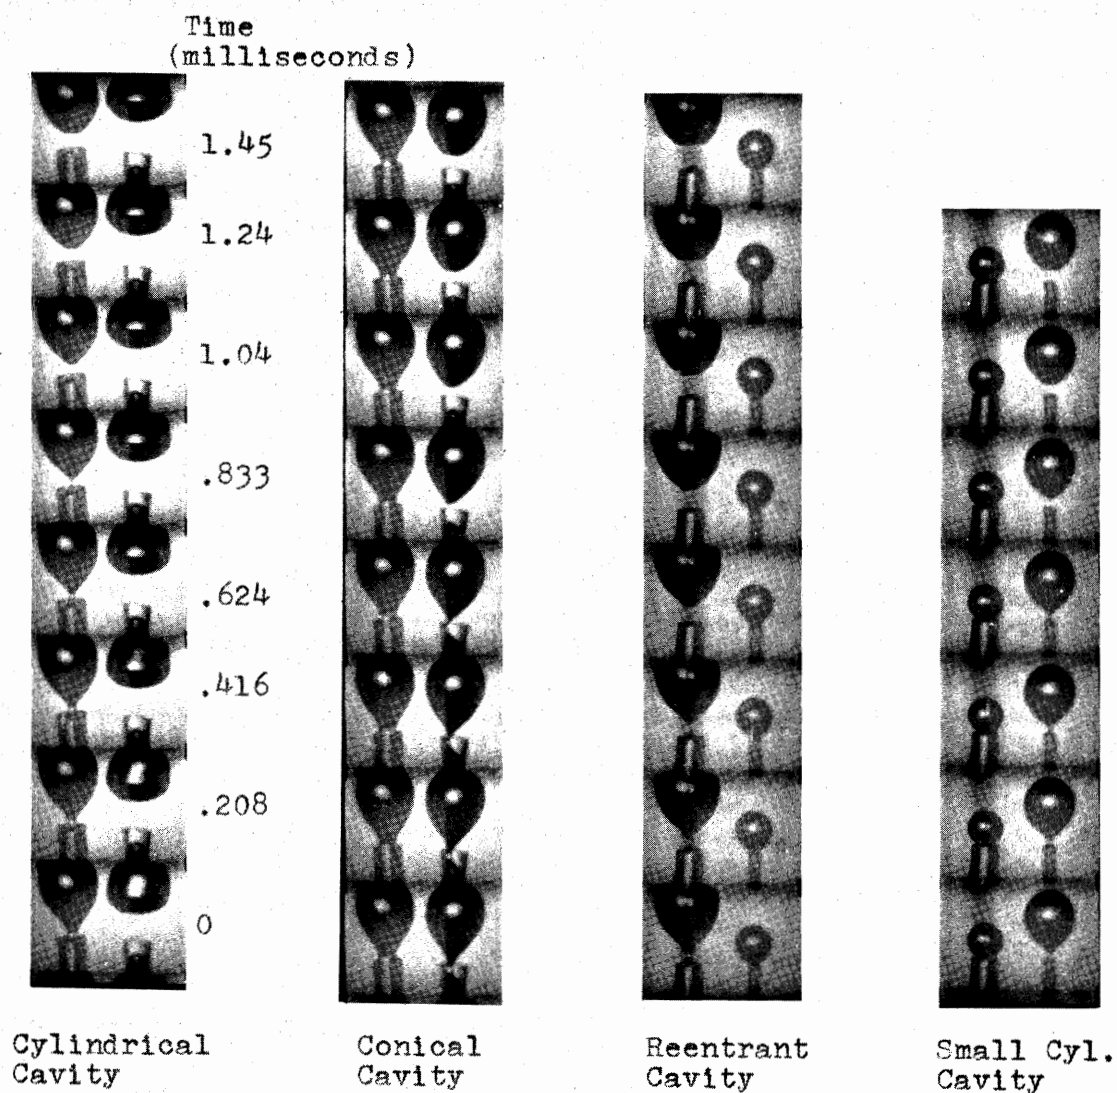 Time
(milliseconds)
1.45
1.24
1.04
.833
.624
.416
.208
0
Cylindrical
Cavity
Conical
Cavity
Reentrant
Cavity
Small Cyl.
Cavity